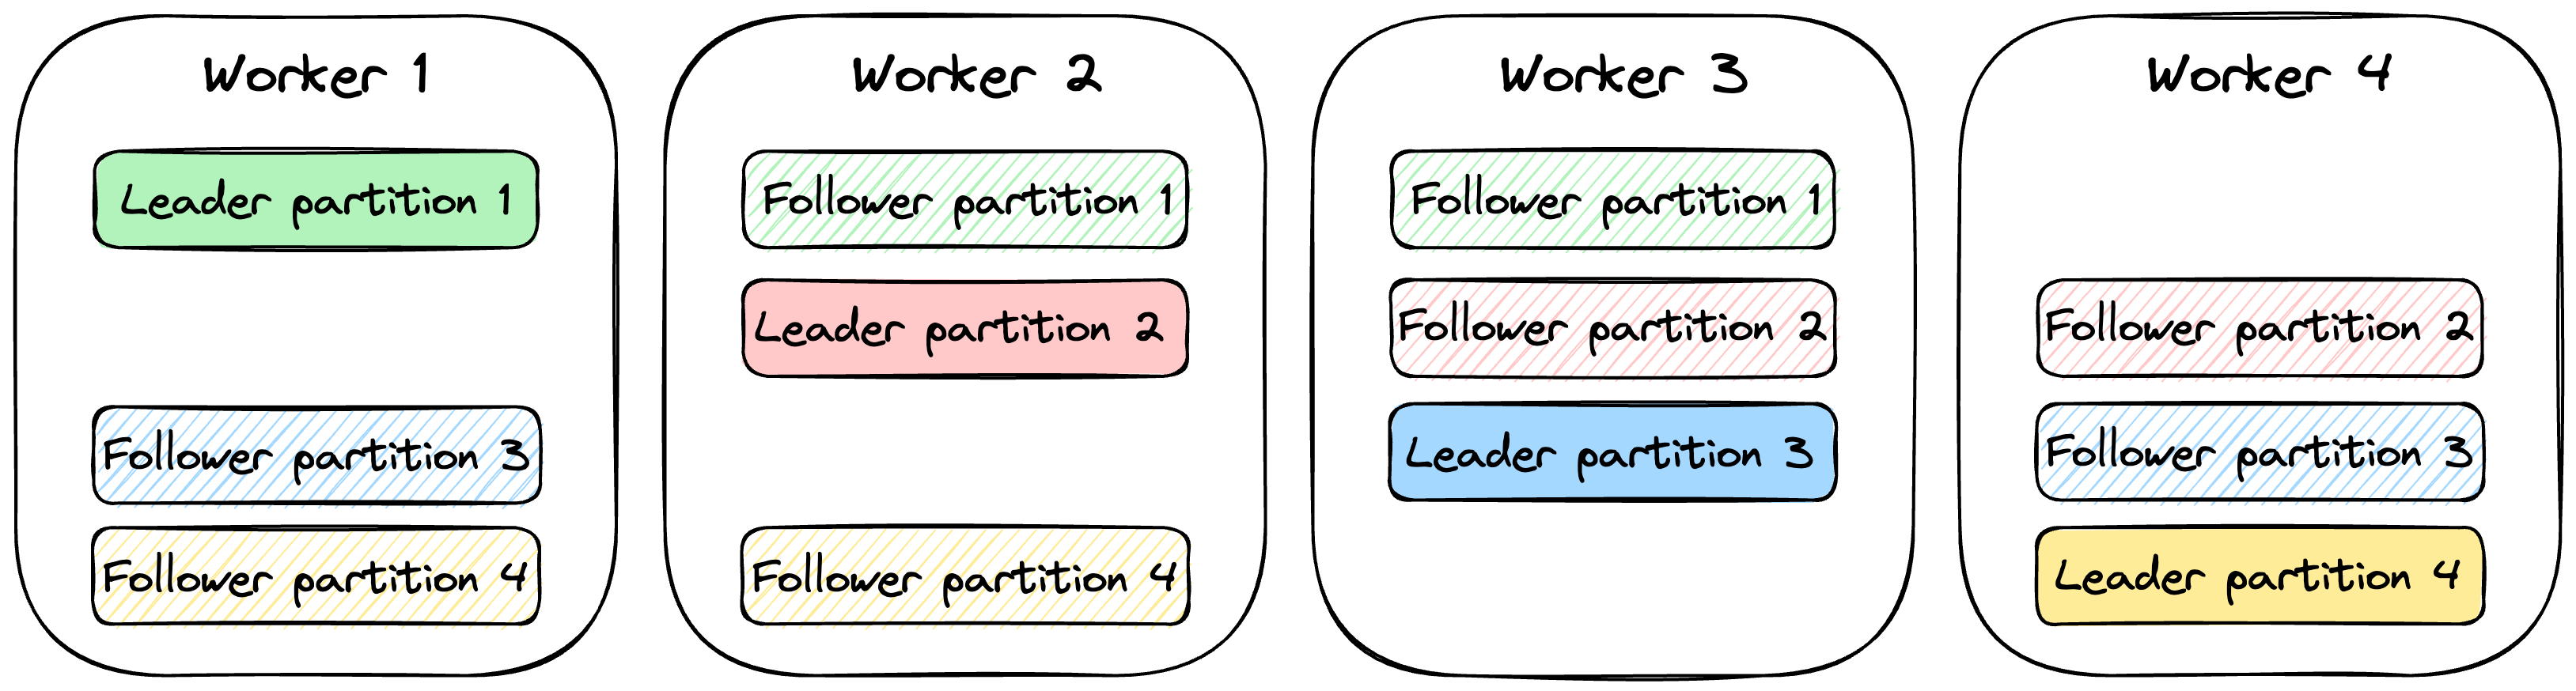 Worker 1
Leader partition 1
Follower partition 3
Follower partition 4
Worker 2
Follower partition 1
Leader partition 2
Follower partition 4
Worker 3
Follower partition 1
Follower partition 2
Leader partition 3
Worker 4
Follower partition 2
Follower partition 3
Leader partition 4